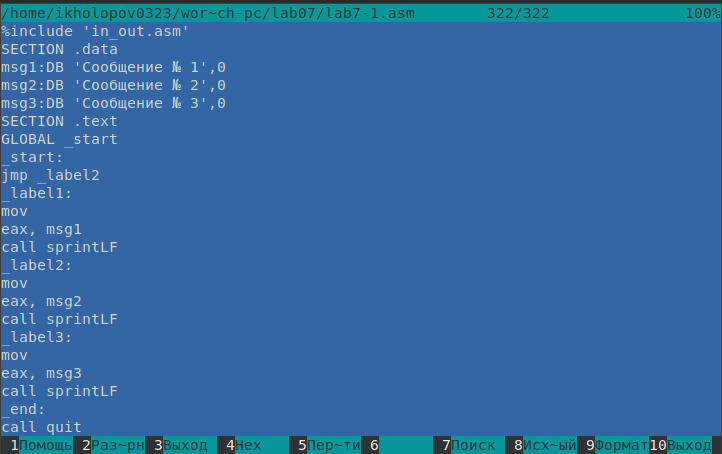 /home/ikholopov0323/wor~ch-pc/lab07/lab7-1.asm 322/322 100%
%include 'in_out.asm'
SECTION .data
msg1:DB 'Сообщение № 1',0
msg2:DB 'Сообщение № 2',0
msg3:DB 'Сообщение № 3',0
SECTION .text
GLOBAL _start
_start:
jmp _label2
_label1:
mov
eax, msg1
call sprintLF
_label2:
mov
eax, msg2
call sprintLF
_label3:
mov
eax, msg3
call sprintLF
_end:
call quit
1Помощь 2Раз~рн 3Выход 4Hex 5Пер~ти 6 7Поиск 8Исх~ый 9Формат 10Выход